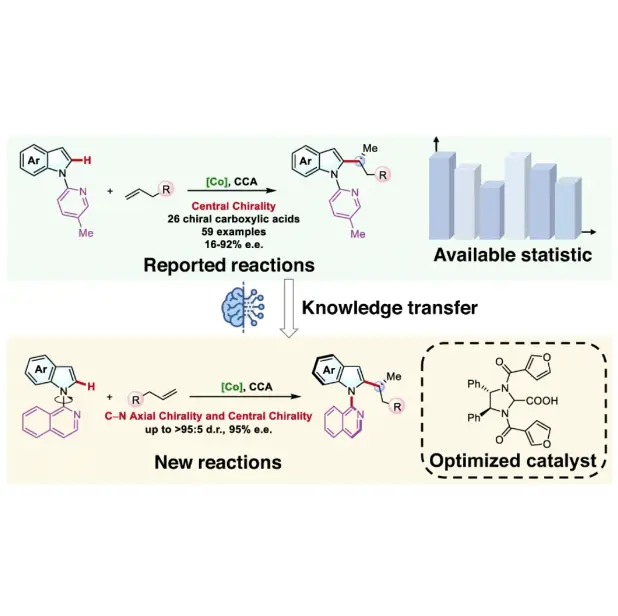 Ar
H
N
N
Me
+
R
[Co], CCA
Central Chirality
26 chiral carboxylic acids
59 examples
16-92% e.e.
Ar
Me
R
N
N
Me
Reported reactions
Available statistic
Knowledge transfer
Ar
H
N
N
+
R
[Co], CCA
C–N Axial Chirality and Central Chirality
up to >95:5 d.r., 95% e.e.
Ar
Me
R
N
N
New reactions
O
O
Ph
N
COOH
Ph
N
O
O
Optimized catalyst